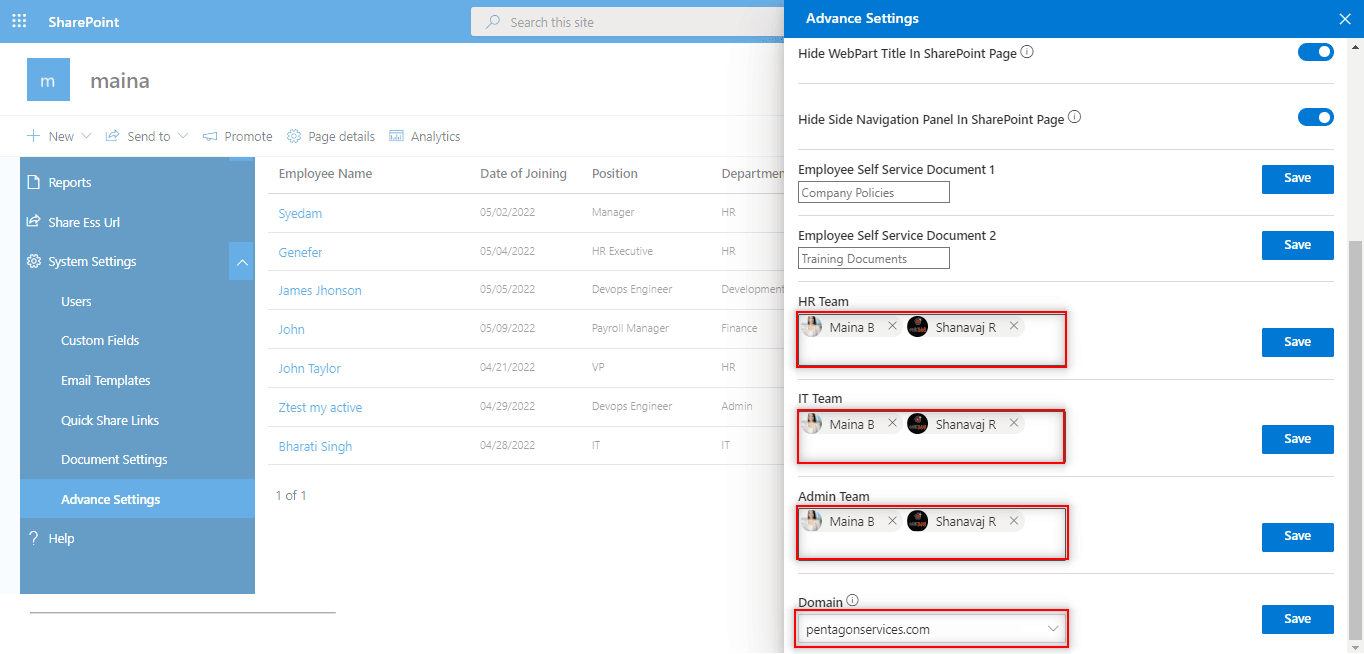 SharePoint
Search this site
Advance Settings
m
maina
New
Send to
Promote
Page details
Analytics
Reports
Share Ess Url
System Settings
Users
Custom Fields
Email Templates
Quick Share Links
Document Settings
Advance Settings
? Help
Employee Name Date of Joining Position Departmen
Syedam 05/02/2022 Manager HR
Genefer 05/04/2022 HR Executive HR
James Jhonson 05/05/2022 Devops Engineer Development
John 05/09/2022 Payroll Manager Finance
John Taylor 04/21/2022 VP HR
Ztest my active 04/29/2022 Devops Engineer Admin
Bharati Singh 04/28/2022 IT IT
1 of 1
Hide WebPart Title In SharePoint Page
Hide Side Navigation Panel In SharePoint Page
Employee Self Service Document 1
Company Policies
Save
Employee Self Service Document 2
Training Documents
Save
HR Team
Maina B Shanavaj R
Save
IT Team
Maina B Shanavaj R
Save
Admin Team
Maina B Shanavaj R
Save
Domain
pentagonservices.com
Save